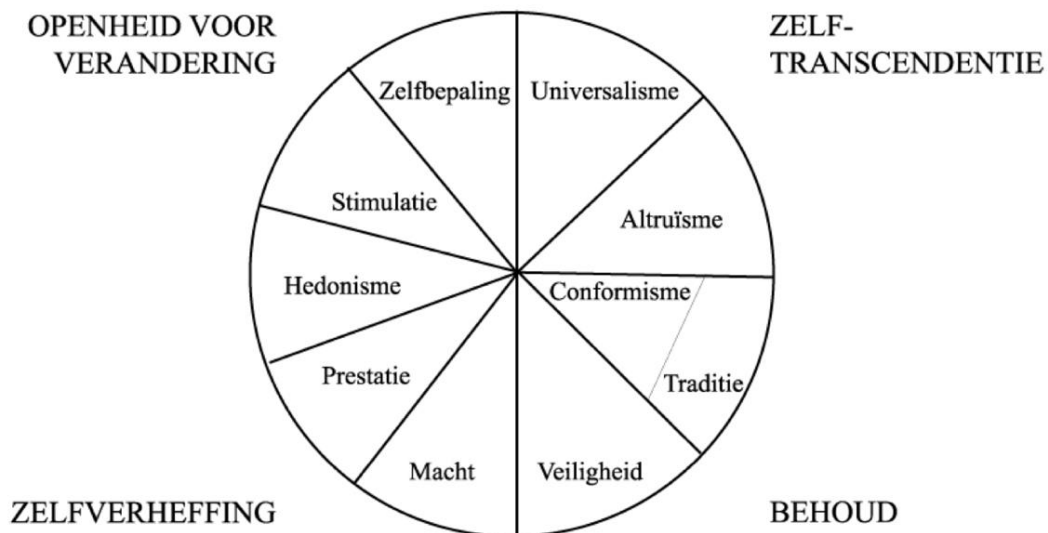 OPENHEID VOOR
VERANDERING
ZELF-
TRANSCENDENTIE
Zelfbepaling
Universalisme
Stimulatie
Altruïsme
Hedonisme
Conformisme
Prestatie
Traditie
Macht
Veiligheid
ZELFVERHEFFING
BEHOUD